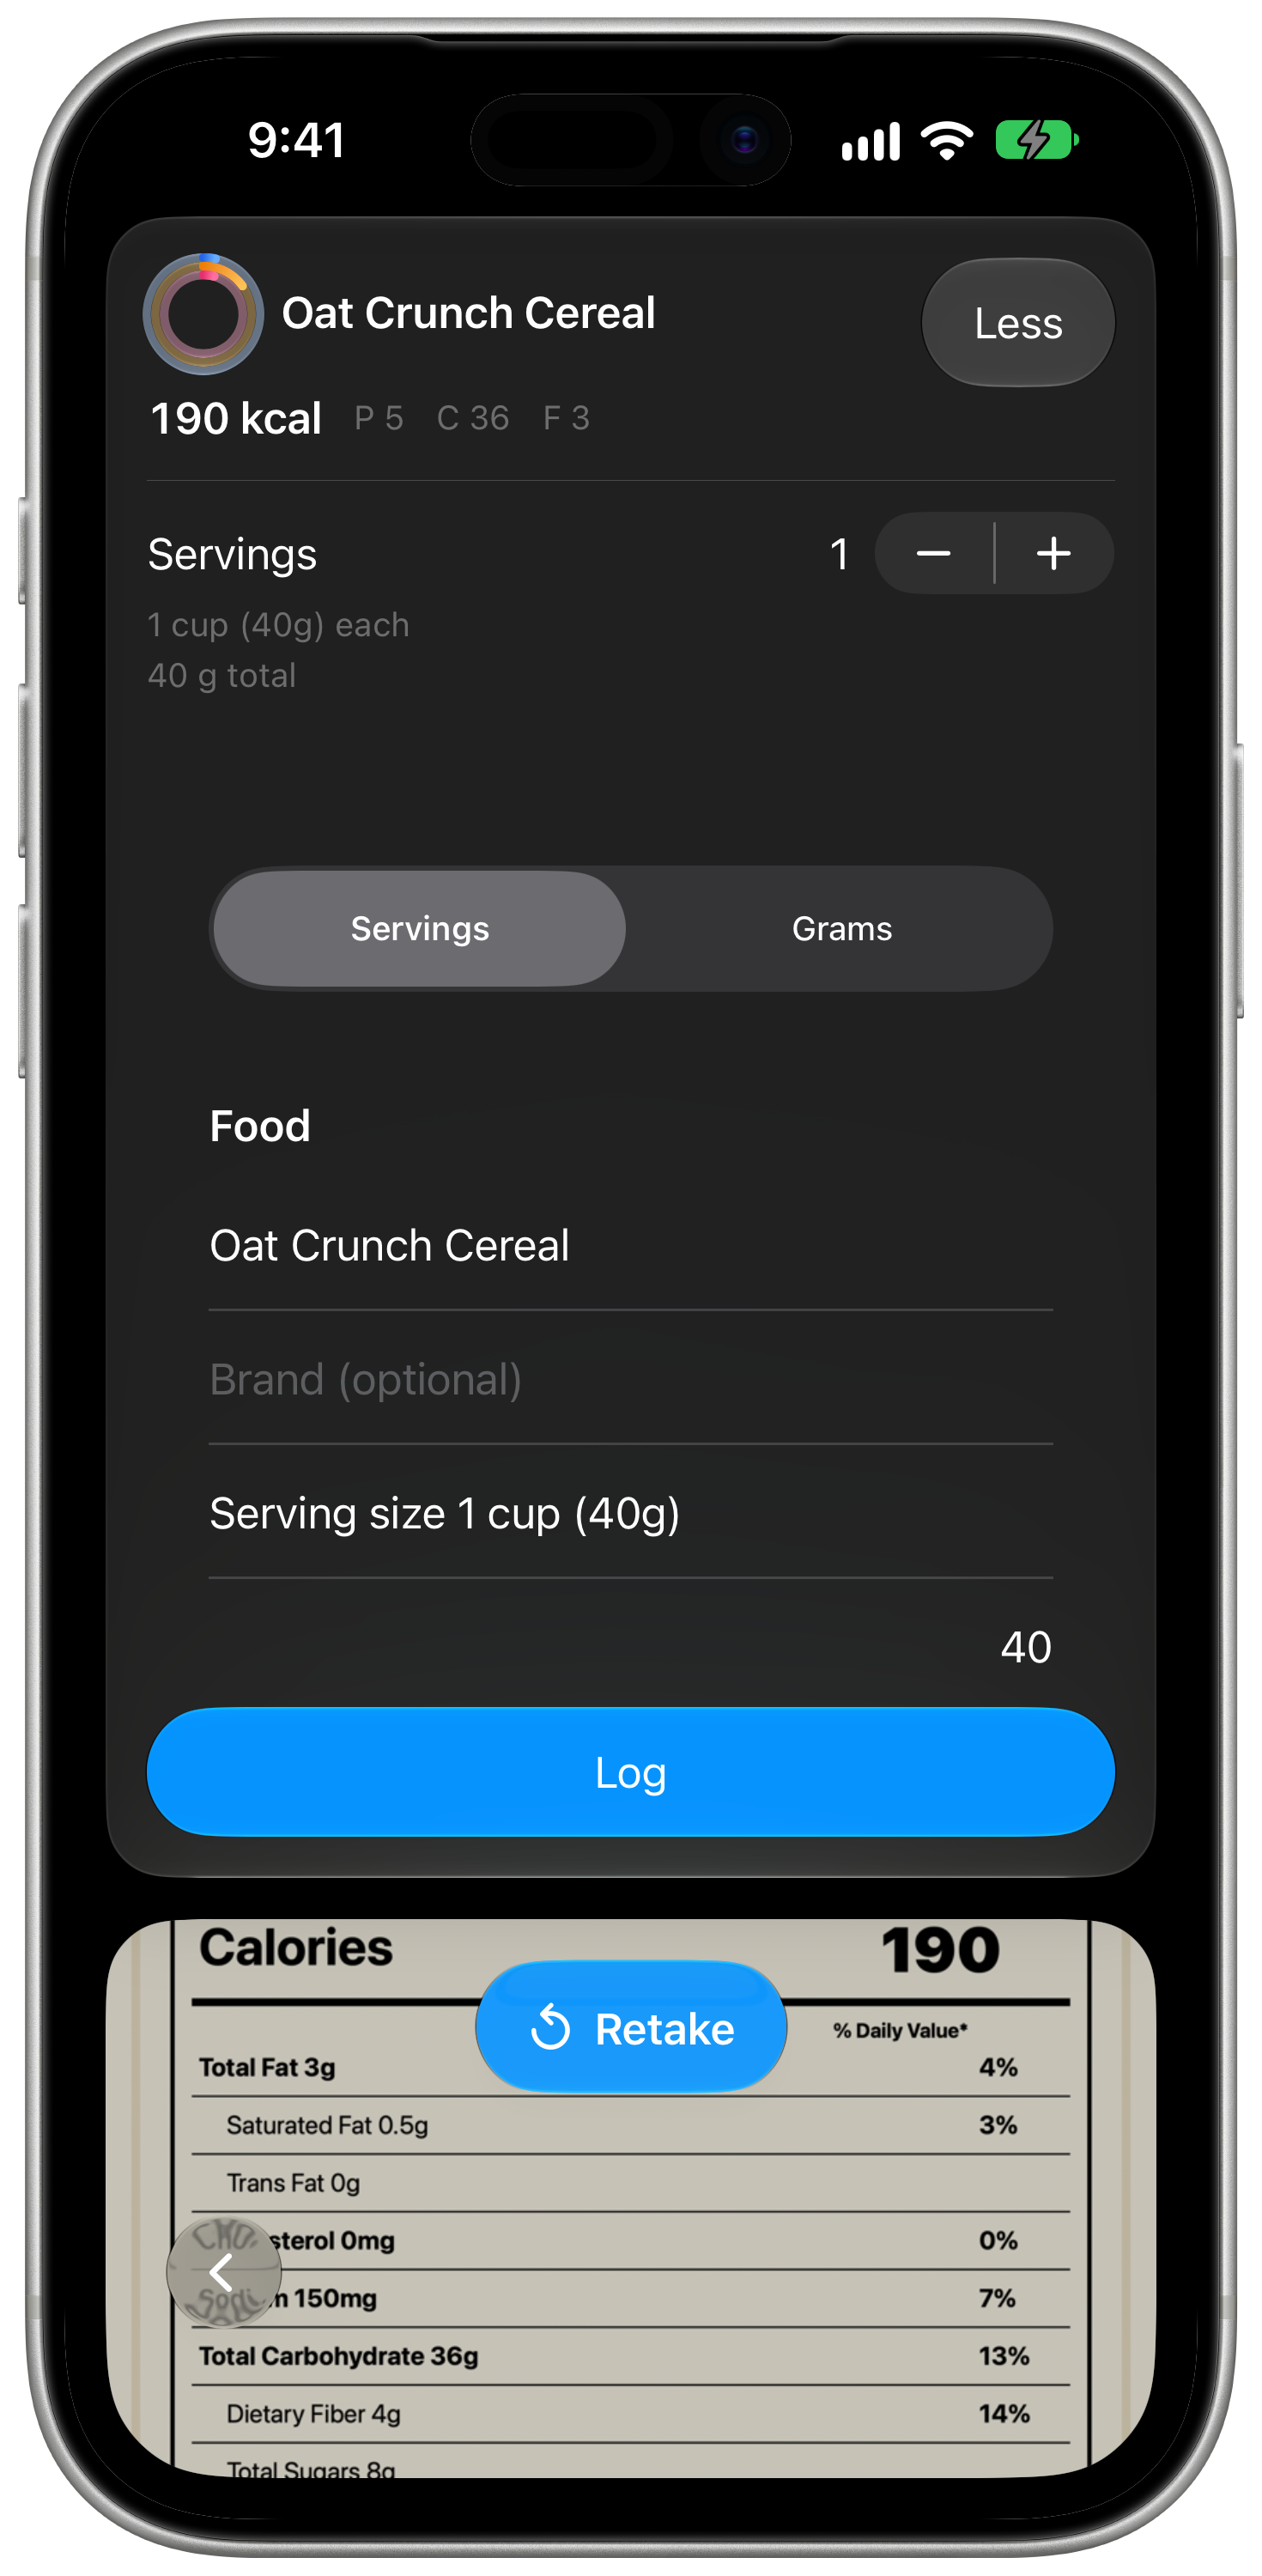 9:41
Oat Crunch Cereal
Less
190 kcal P 5 C 36 F 3
Servings 1
1 cup (40g) each
40 g total
Servings Grams
Food
Oat Crunch Cereal
Brand (optional)
Serving size 1 cup (40g)
40
Log
Calories 190
Retake
% Daily Value*
Total Fat 3g 4%
Saturated Fat 0.5g 3%
Trans Fat 0g
0mg 0%
150mg 7%
Total Carbohydrate 36g 13%
Dietary Fiber 4g 14%
Total Sugars 8g